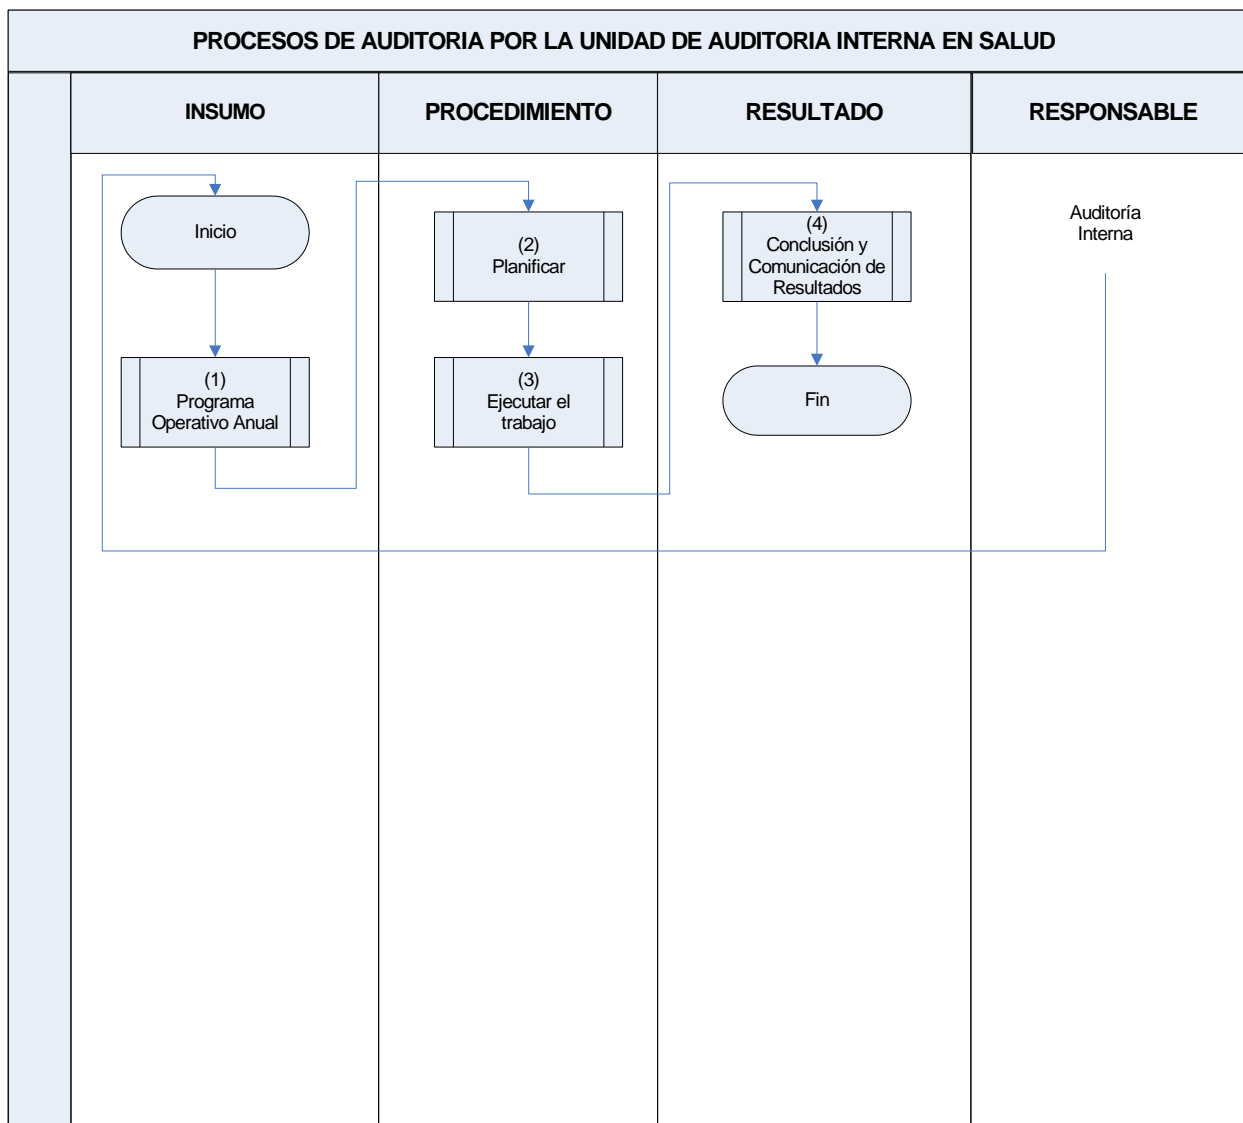 PROCESOS DE AUDITORIA POR LA UNIDAD DE AUDITORIA INTERNA EN SALUD
INSUMO
PROCEDIMIENTO
RESULTADO
RESPONSABLE
Inicio
(1)
Programa
Operativo Anual
(2)
Planificar
(3)
Ejecutar el
trabajo
(4)
Conclusión y
Comunicación de
Resultados
Fin
Auditoría
Interna